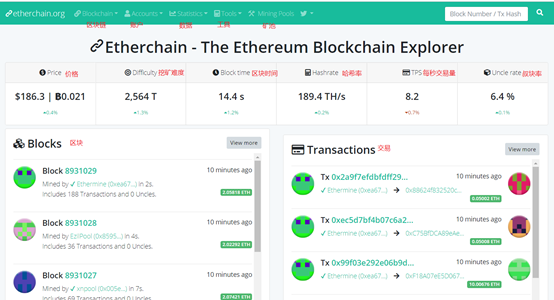 etherchain.org Blockchain Accounts Statistics Tools Mining Pools Block Number / Tx Hash
区块链 账户 数据 工具 矿池
Etherchain - The Ethereum Blockchain Explorer
Price 价格 Difficulty 挖矿难度 Block time 区块时间 Hashrate 哈希率 TPS 每秒交易量 Uncle rate 叔块率
$186.3 | ฿0.021 2,564 T 14.4 s 189.4 TH/s 8.2 6.4 %
+0.4% +1.3% +1.2% +0.2% +0.7% +0.1%
Blocks 区块 View more
Block 8931029 10 minutes ago
Mined by ✓ Ethermine (0xea67...) in 2s.
Includes 188 Transactions and 0 Uncles. 2.05818 ETH
Block 8931028 10 minutes ago
Mined by EzilPool (0x8595...) in 4s.
Includes 36 Transactions and 0 Uncles. 2.02292 ETH
Block 8931027 10 minutes ago
Mined by ✓ xnpool (0x005e...) in 7s.
Includes 69 Transactions and 0 Uncles. 2.07421 ETH
Transactions 交易 View more
Tx 0x2a9f7efdbfdff29... 10 minutes ago
✓ Ethermine (0xea67...) → 0x88624f832520c...
0.05002 ETH
Tx 0xec5d7bf4b07c6a2... 10 minutes ago
✓ Ethermine (0xea67...) → 0xC758fDCA89eAe...
0.05008 ETH
Tx 0x99f03e292e06b9d... 10 minutes ago
✓ Ethermine (0xea67...) → 0xF18A07eE5D067...
10.00676 ETH